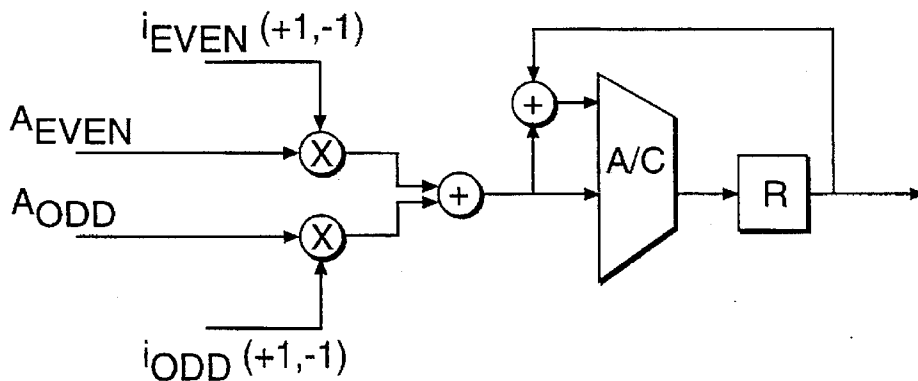 iEVEN (+1,-1)
AEVEN
X
+
A/C
R
+
AODD
X
iODD (+1,-1)